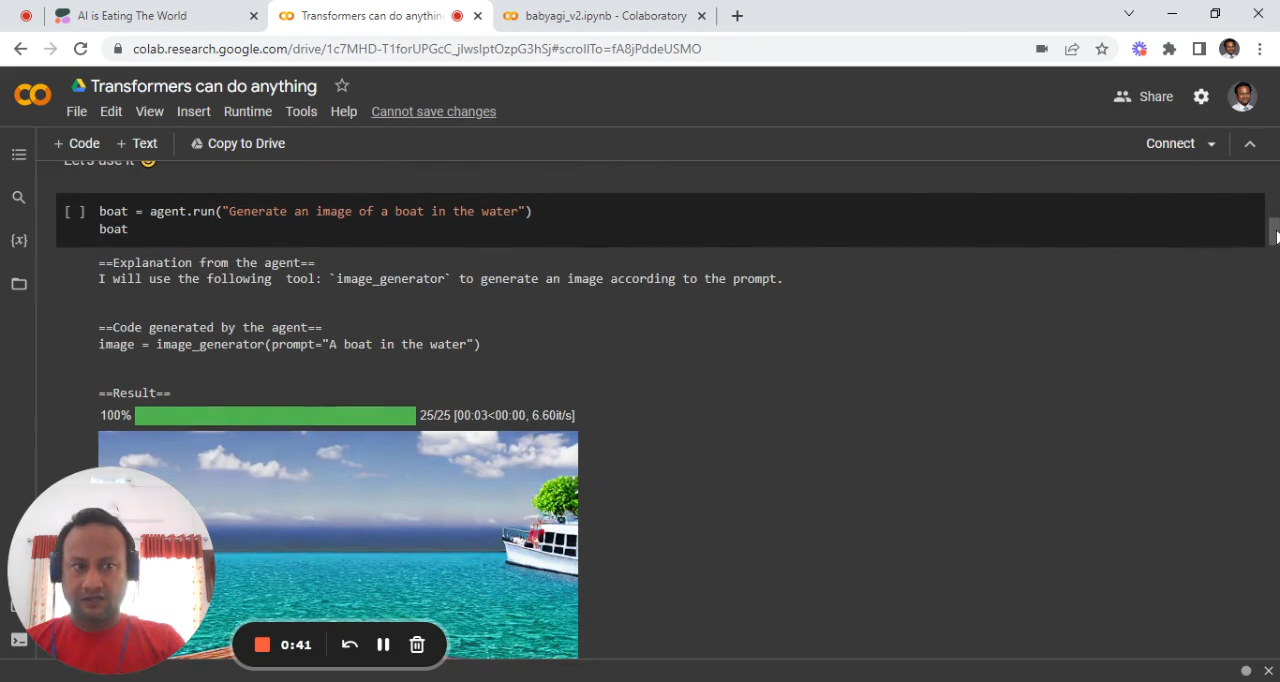 AI is Eating The World
Transformers can do anythin
babyagi_v2.ipynb - Colaboratory
colab.research.google.com/drive/1c7MHD-T1forUPGcC_jlwsIptOzpG3hSj#scrollTo=fA8jPddeUSMO
Transformers can do anything
Share
File Edit View Insert Runtime Tools Help Cannot save changes
+ Code + Text Copy to Drive
Connect
Let's use it
[ ] boat = agent.run("Generate an image of a boat in the water")
boat
==Explanation from the agent==
I will use the following  tool: `image_generator` to generate an image according to the prompt.
==Code generated by the agent==
image = image_generator(prompt="A boat in the water")
==Result==
100% 25/25 [00:03<00:00, 6.60it/s]
0:41